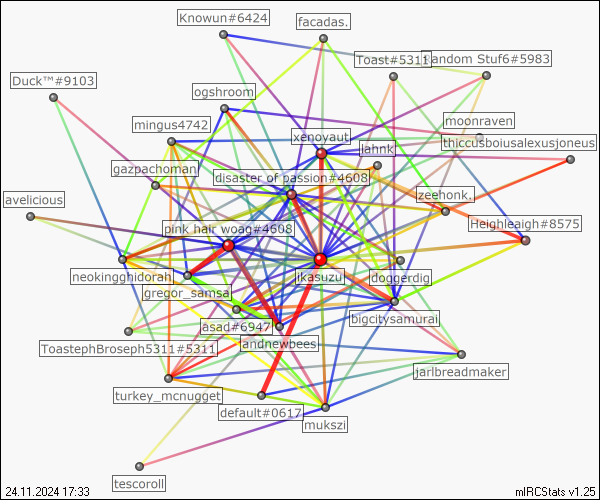 Knowun#6424
facadas.
Toast#5311
Random Stuf6#5983
Duck™#9103
ogshroom
moonraven
mingus4742
xenoyaut
thiccusboiusalexusjoneus
iahnk
gazpachoman
disaster of passion#4608
zeehonk.
avelicious
pink hair woag#4608
Heighleaigh#8575
neokingghidorah
jikasuzu
doggerdig
gregor_samsa
asad#6947
bigcitysamurai
andnewbees
ToastephBroseph5311#5311
jarlbreadmaker
turkey_mcnugget
default#0617
mukszi
tescoroll
24.11.2024 17:33
mIRCStats v1.25